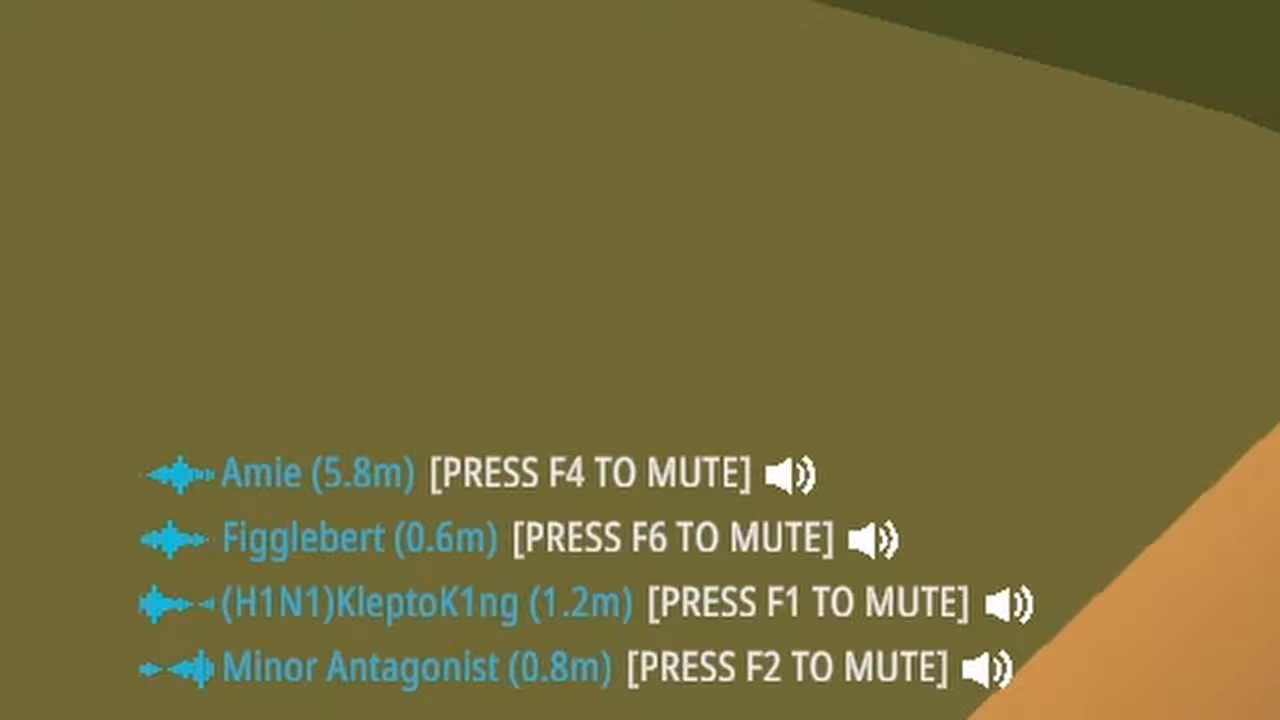 Amie (5.8m) [PRESS F4 TO MUTE]
Figglebert (0.6m) [PRESS F6 TO MUTE]
(H1N1)KleptoK1ng (1.2m) [PRESS F1 TO MUTE]
Minor Antagonist (0.8m) [PRESS F2 TO MUTE]